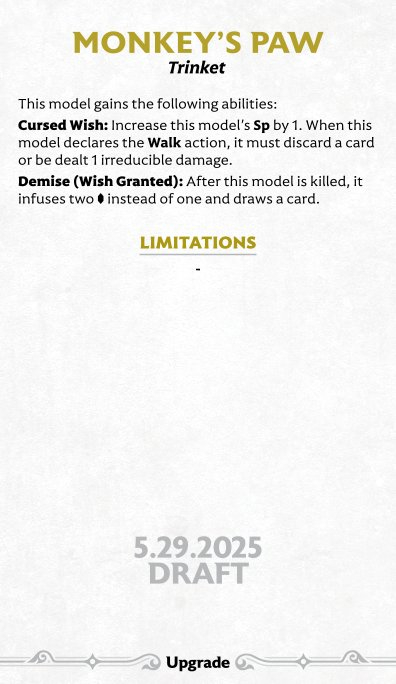 MONKEY'S PAW
Trinket
This model gains the following abilities:
Cursed Wish: Increase this model's Sp by 1. When this
model declares the Walk action, it must discard a card
or be dealt 1 irreducible damage.
Demise (Wish Granted): After this model is killed, it
infuses two instead of one and draws a card.
LIMITATIONS
-
5.29.2025
DRAFT
Upgrade